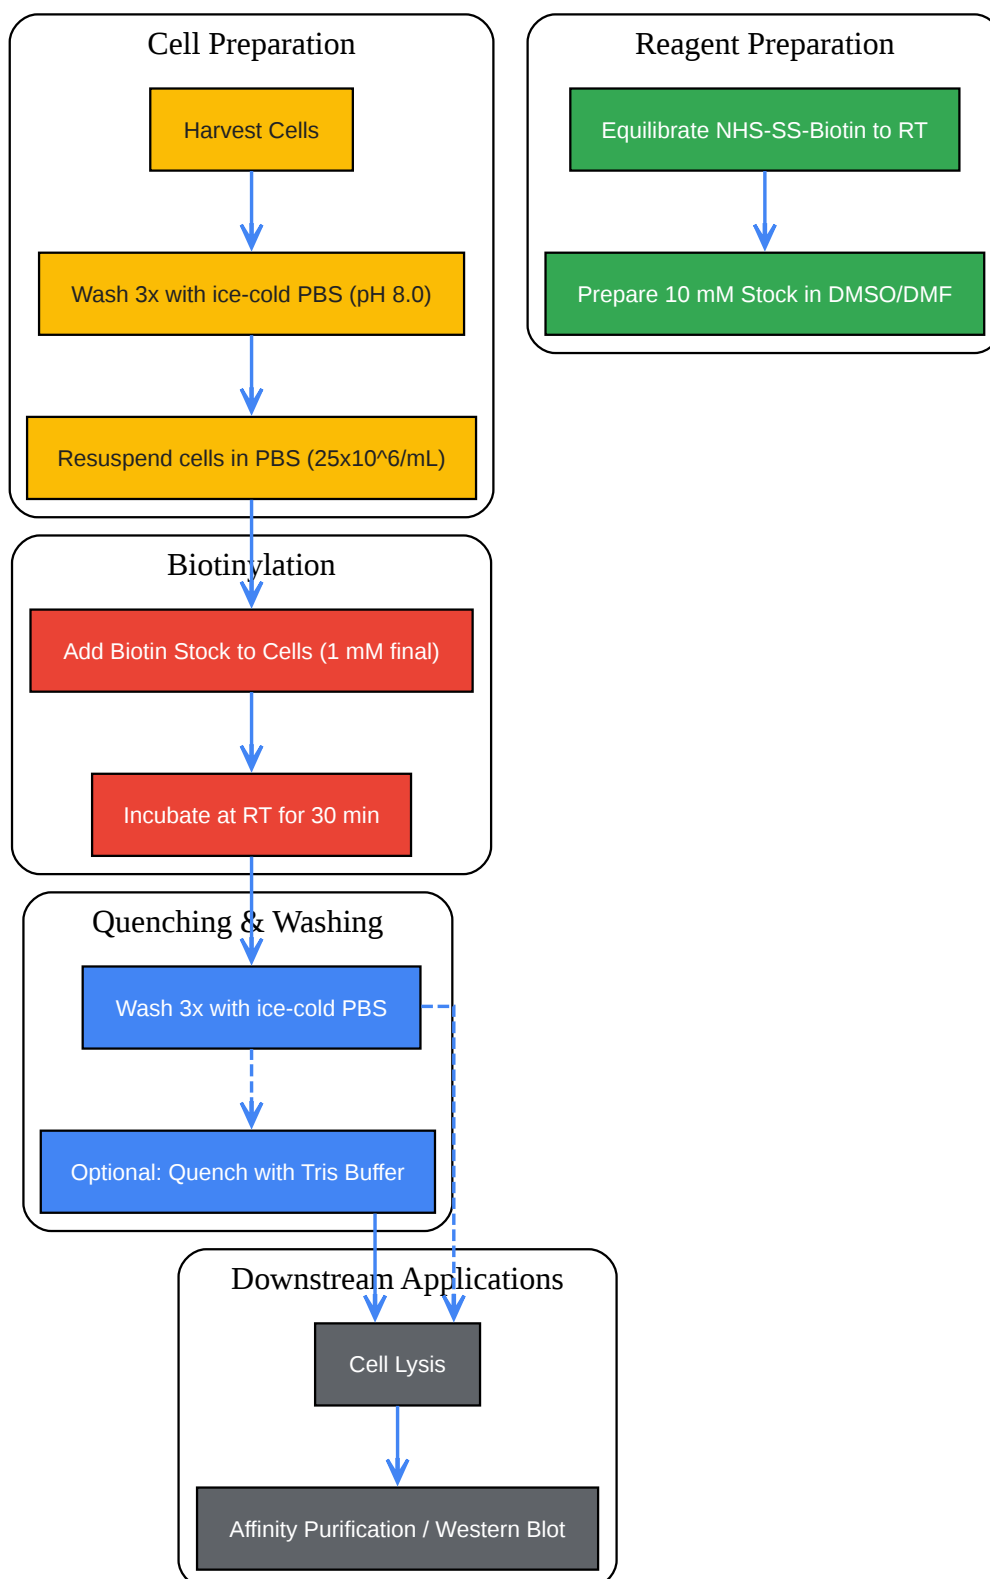 Cell Preparation
Harvest Cells
Wash 3x with ice-cold PBS (pH 8.0)
Resuspend cells in PBS (25x10^6/mL)
Reagent Preparation
Equilibrate NHS-SS-Biotin to RT
Prepare 10 mM Stock in DMSO/DMF
Biotinylation
Add Biotin Stock to Cells (1 mM final)
Incubate at RT for 30 min
Quenching & Washing
Wash 3x with ice-cold PBS
Optional: Quench with Tris Buffer
Downstream Applications
Cell Lysis
Affinity Purification / Western Blot